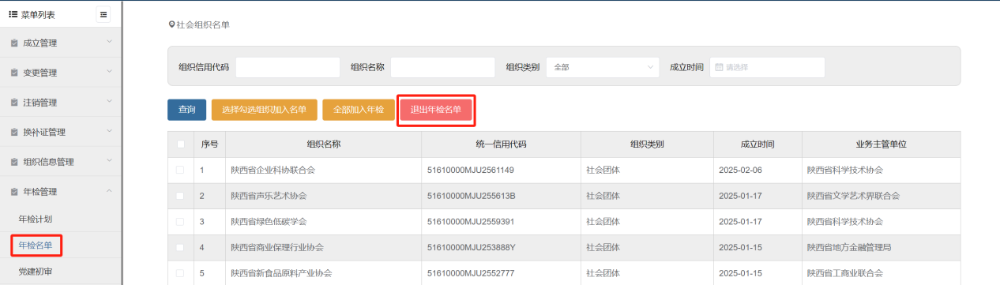 菜单列表
成立管理
变更管理
注销管理
换补证管理
组织信息管理
年检管理
年检计划
年检名单
党建初审
社会组织名单
组织信用代码 组织名称 组织类别 全部 成立时间 请选择
查询 选择勾选组织加入名单 全部加入年检 退出年检名单
序号 组织名称 统一信用代码 组织类别 成立时间 业务主管单位
1 陕西省企业科协联合会 51610000MJU2561149 社会团体 2025-02-06 陕西省科学技术协会
2 陕西省声乐艺术协会 51610000MJU255613B 社会团体 2025-01-17 陕西省文学艺术界联合会
3 陕西省绿色低碳学会 51610000MJU2559391 社会团体 2025-01-17 陕西省科学技术协会
4 陕西省商业保理行业协会 51610000MJU253888Y 社会团体 2025-01-15 陕西省地方金融管理局
5 陕西省新食品原料产业协会 51610000MJU2552777 社会团体 2025-01-15 陕西省工商业联合会